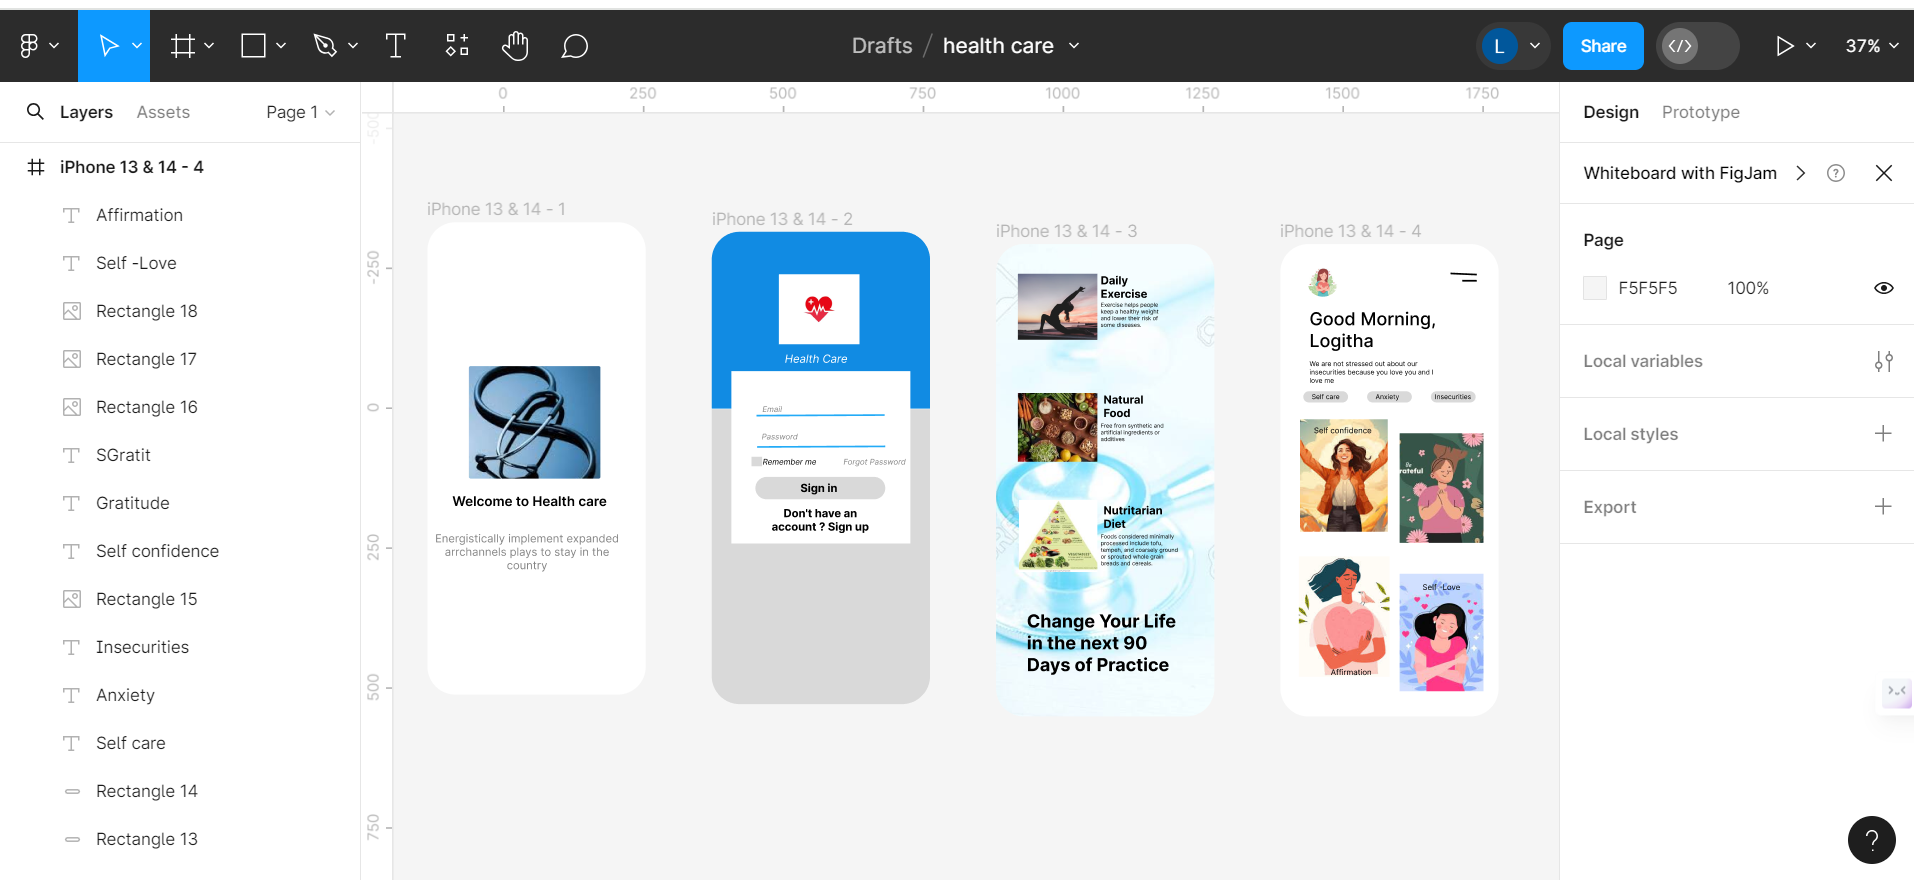 Drafts / health care
L
Share
37%
Layers
Assets
Page 1
iPhone 13 & 14 - 4
Affirmation
Self -Love
Rectangle 18
Rectangle 17
Rectangle 16
SGratit
Gratitude
Self confidence
Rectangle 15
Insecurities
Anxiety
Self care
Rectangle 14
Rectangle 13
0
250
500
750
1000
1250
1500
1750
-500
-250
0
250
500
750
iPhone 13 & 14 - 1
Welcome to Health care
Energistically implement expanded
arrchannels plays to stay in the
country
iPhone 13 & 14 - 2
Health Care
Email
Password
Remember me
Forgot Password
Sign in
Don't have an
account ? Sign up
iPhone 13 & 14 - 3
Daily
Exercise
Exercise helps people
keep a healthy weight
and lower their risk of
some diseases.
Natural
Food
Free from synthetic and
artificial ingredients or
additives
Nutritarian
Diet
Foods considered minimally
processed include tofu,
tempeh, and coarsely ground
or sprouted whole grain
breads and cereals.
Change Your Life
in the next 90
Days of Practice
iPhone 13 & 14 - 4
Good Morning,
Logitha
We are not stressed out about our
insecurities because you love you and I
love me
Self care
Anxiety
Insecurities
Self confidence
Be
rateful
Affirmation
Self -Love
Design
Prototype
Whiteboard with FigJam
?
Page
F5F5F5
100%
Local variables
Local styles
Export
?